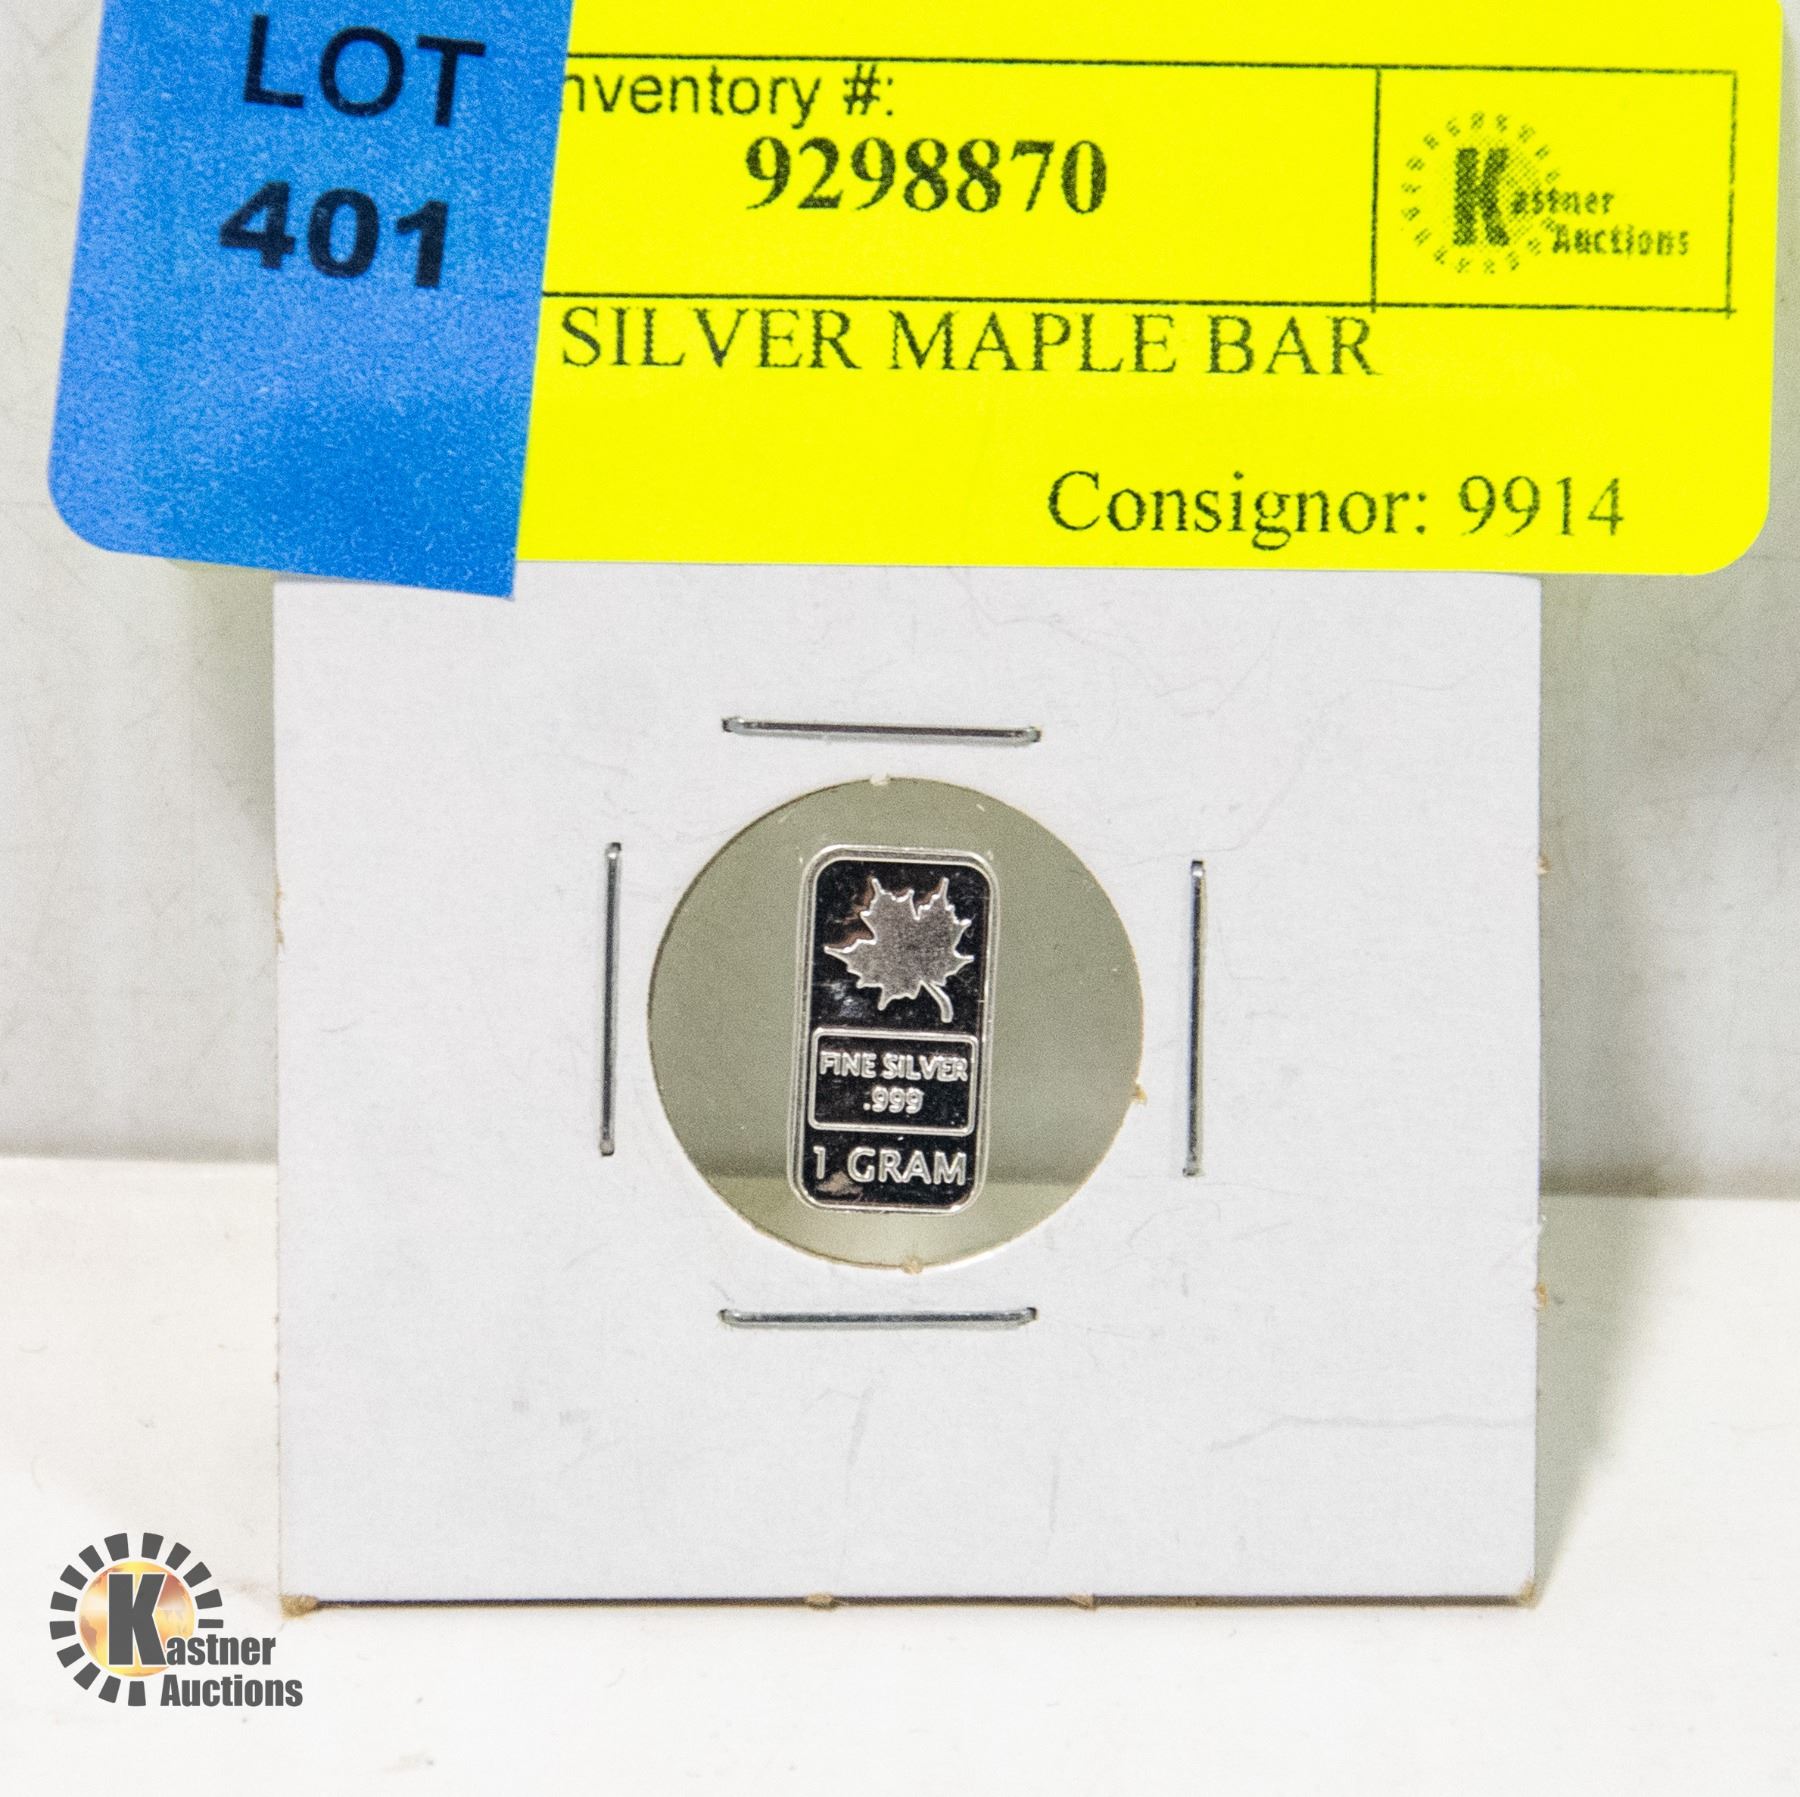 LOT
401
nventory #:
9298870
Kastner
Auctions
SILVER MAPLE BAR
Consignor: 9914
FINE SILVER
.999
1 GRAM
Kastner
Auctions